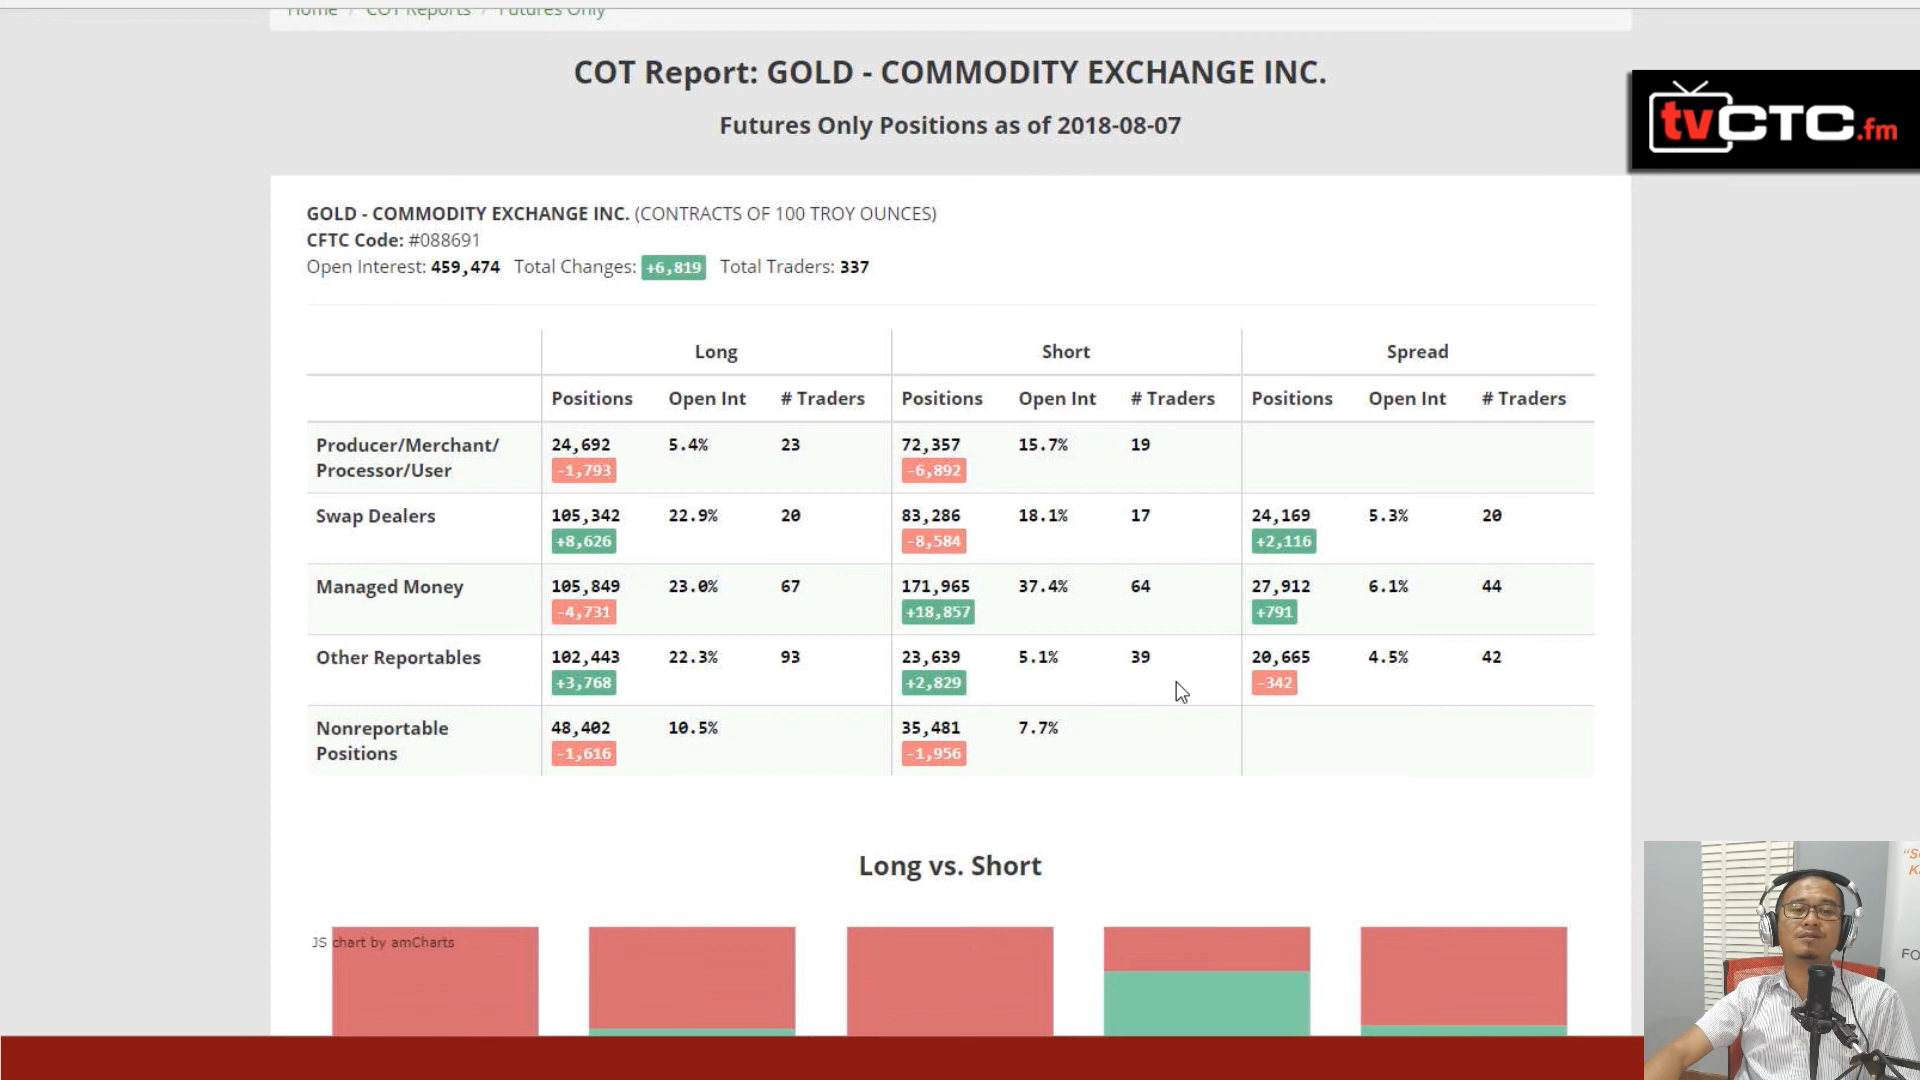 Home / COT Reports / Futures Only
COT Report: GOLD - COMMODITY EXCHANGE INC.
Futures Only Positions as of 2018-08-07
tvCTC.fm
GOLD - COMMODITY EXCHANGE INC. (CONTRACTS OF 100 TROY OUNCES)
CFTC Code: #088691
Open Interest: 459,474 Total Changes: +6,819 Total Traders: 337
Long Short Spread
Positions Open Int # Traders Positions Open Int # Traders Positions Open Int # Traders
Producer/Merchant/ 24,692 5.4% 23 72,357 15.7% 19
Processor/User -1,793 -6,892
Swap Dealers 105,342 22.9% 20 83,286 18.1% 17 24,169 5.3% 20
+8,626 -8,584 +2,116
Managed Money 105,849 23.0% 67 171,965 37.4% 64 27,912 6.1% 44
-4,731 +18,857 +791
Other Reportables 102,443 22.3% 93 23,639 5.1% 39 20,665 4.5% 42
+3,768 +2,829 -342
Nonreportable 48,402 10.5% 35,481 7.7%
Positions -1,616 -1,956
Long vs. Short
JS chart by amCharts
FO